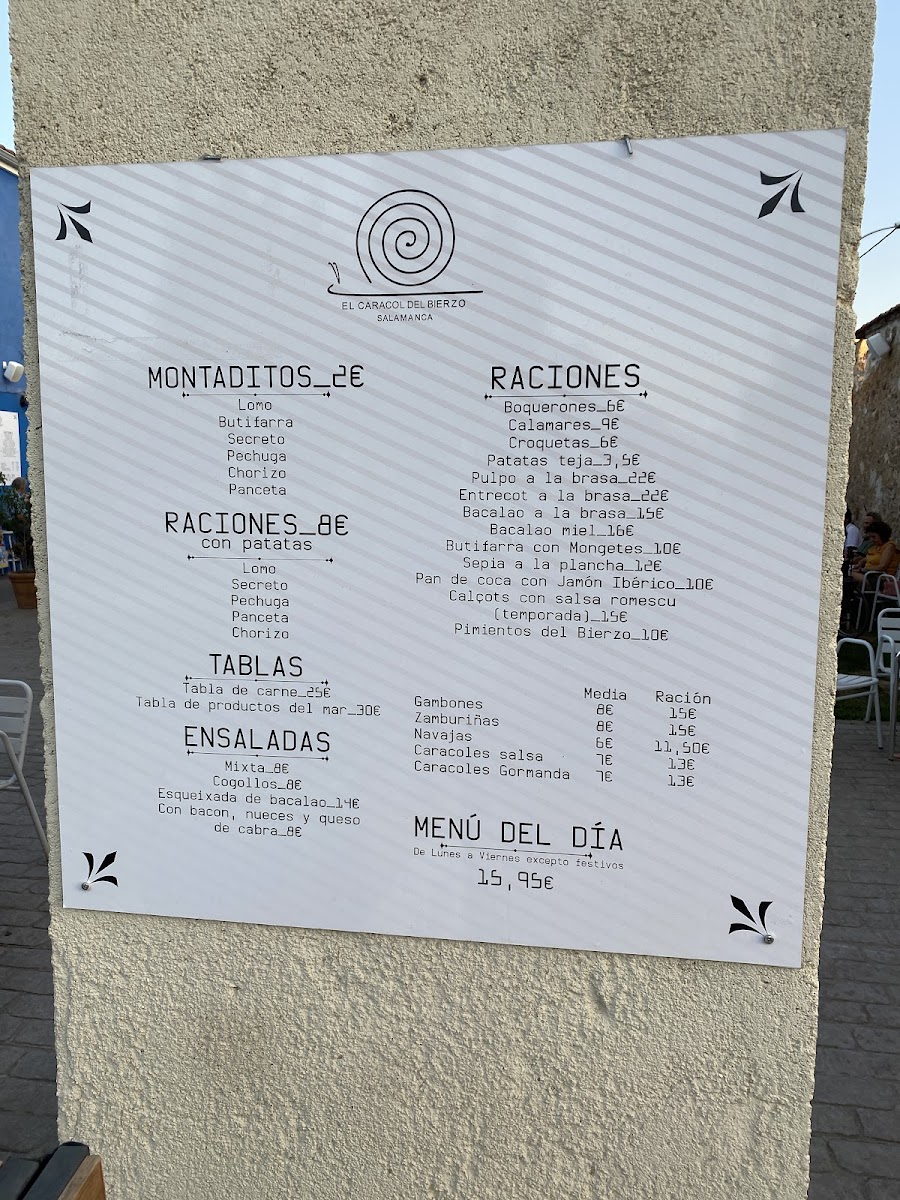 EL CARACOL DEL BIERZO
SALAMANCA
MONTADITOS_2€
Lomo
Butifarra
Secreto
Pechuga
Chorizo
Panceta
RACIONES_8€
con patatas
Lomo
Secreto
Pechuga
Panceta
Chorizo
TABLAS
Tabla de carne_25€
Tabla de productos del mar_30€
ENSALADAS
Mixta_8€
Cogollos_8€
Esqueixada de bacalao_14€
Con bacon, nueces y queso
de cabra_8€
RACIONES
Boquerones_6€
Calamares_9€
Croquetas_6€
Patatas teja_3,5€
Pulpo a la brasa_22€
Entrecot a la brasa_22€
Bacalao a la brasa_15€
Bacalao miel_16€
Butifarra con Mongetes_10€
Sepia a la plancha_12€
Pan de coca con Jamón Ibérico_10€
Calçots con salsa romescu
(temporada)_15€
Pimientos del Bierzo_10€
Media Ración
Gambones 8€ 15€
Zamburiñas 8€ 15€
Navajas 6€ 11,50€
Caracoles salsa 7€ 13€
Caracoles Gormanda 7€ 13€
MENÚ DEL DÍA
De Lunes a Viernes excepto festivos
15,95€